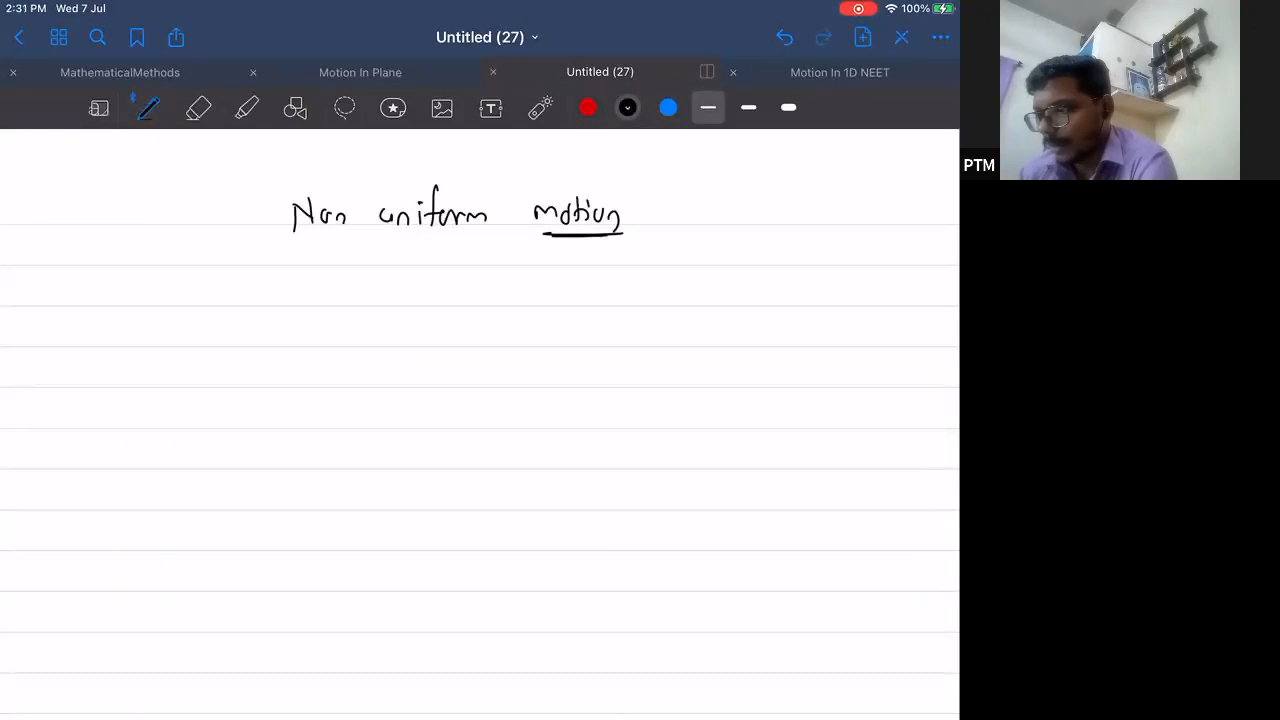 2:31 PM Wed 7 Jul
100%
Untitled (27)
MathematicalMethods
Motion In Plane
Untitled (27)
Motion In 1D NEET
T
PTM
Non uniform motion